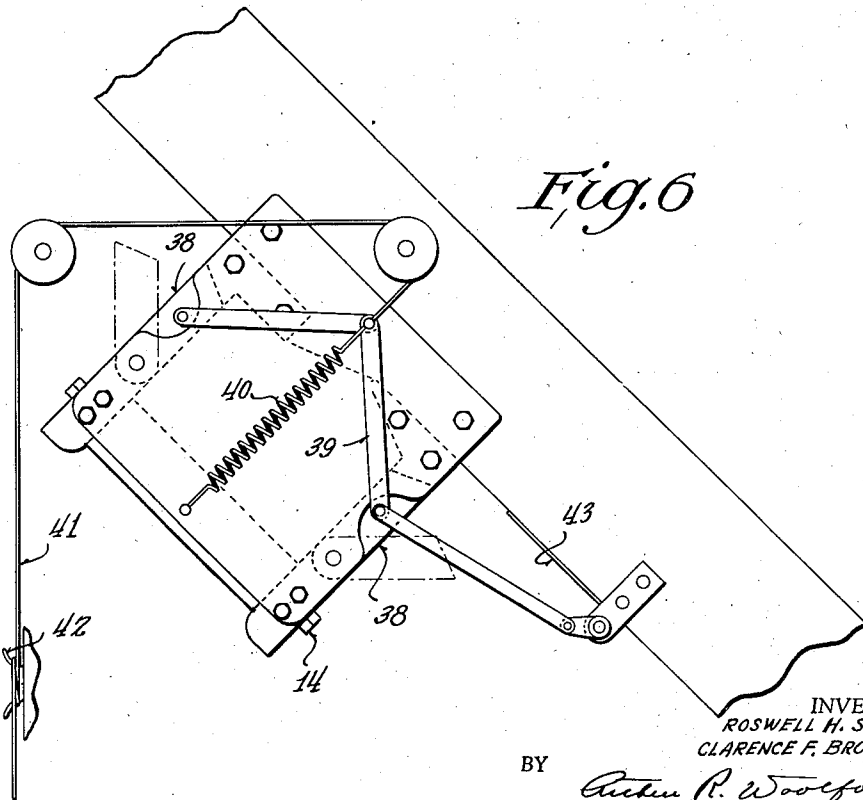 Fig. 6
38
40
39
43
41
42
38
14
INVE
ROSWELL H. S
CLARENCE F. BRO
BY
R.